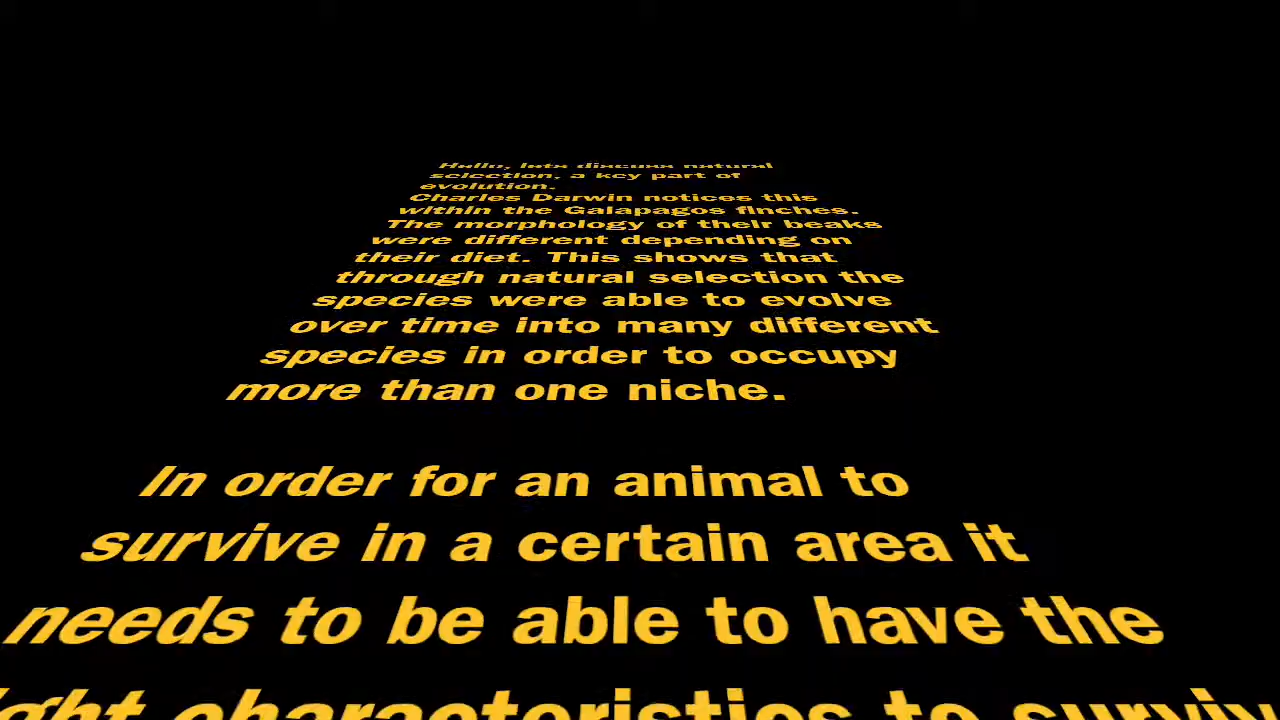 Hello, lets discuss natural
selection, a key part of
evolution.
Charles Darwin notices this
within the Galapagos finches.
The morphology of their beaks
were different depending on
their diet. This shows that
through natural selection the
species were able to evolve
over time into many different
species in order to occupy
more than one niche.
In order for an animal to
survive in a certain area it
needs to be able to have the
characteristics to